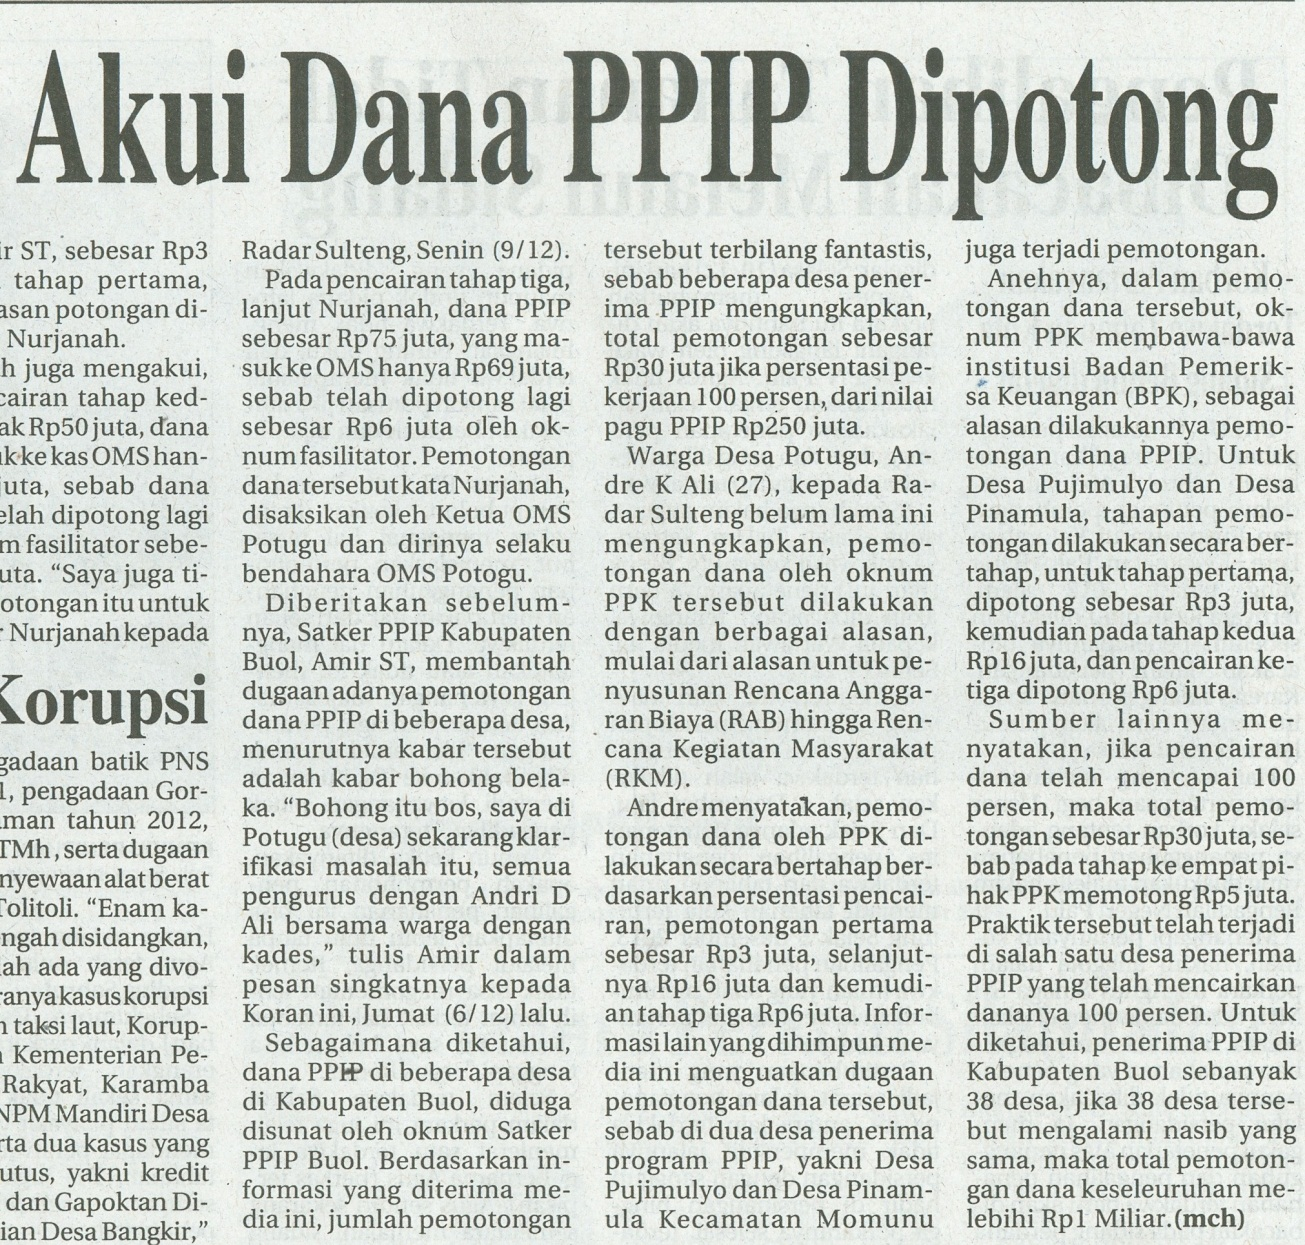 Akui Dana PPIP Dipotong
ST, sebesar Rp3
tahap pertama,
potongan di-
Nurjanah.
juga mengakui,
tahap ked-
Rp50 juta, dana
ke kas OMS han-
juta, sebab dana
dipotong lagi
fasilitator sebe-
“Saya juga ti-
itu untuk
Nurjanah kepada
Korupsi
batik PNS
pengadaan Gor-
tahun 2012,
serta dugaan
alat berat
“Enam ka-
disidangkan,
ada yang divo-
kasus korupsi
taksi laut, Korup-
Kementerian Pe-
Rakyat, Karamba
Mandiri Desa
dua kasus yang
yakni kredit
dan Gapoktan Di-
Desa Bangkir,”
Radar Sulteng, Senin (9/12).
Pada pencairan tahap tiga,
lanjut Nurjanah, dana PPIP
sebesar Rp75 juta, yang ma-
suk ke OMS hanya Rp69 juta,
sebab telah dipotong lagi
sebesar Rp6 juta oleh ok-
num fasilitator. Pemotongan
dana tersebut kata Nurjanah,
disaksikan oleh Ketua OMS
Potugu dan dirinya selaku
bendahara OMS Potogu.
Diberitakan sebelum-
nya, Satker PPIP Kabupaten
Buol, Amir ST, membantah
dugaan adanya pemotongan
dana PPIP di beberapa desa,
menurutnya kabar tersebut
adalah kabar bohong bela-
ka. “Bohong itu bos, saya di
Potugu (desa) sekarang klar-
ifikasi masalah itu, semua
pengurus dengan Andri D
Ali bersama warga dengan
kades,” tulis Amir dalam
pesan singkatnya kepada
Koran ini, Jumat (6/12) lalu.
Sebagaimana diketahui,
dana PPIP di beberapa desa
di Kabupaten Buol, diduga
disunat oleh oknum Satker
PPIP Buol. Berdasarkan in-
formasi yang diterima me-
dia ini, jumlah pemotongan
tersebut terbilang fantastis,
sebab beberapa desa pener-
ima PPIP mengungkapkan,
total pemotongan sebesar
Rp30 juta jika persentasi pe-
kerjaan 100 persen, dari nilai
pagu PPIP Rp250 juta.
Warga Desa Potugu, An-
dre K Ali (27), kepada Ra-
dar Sulteng belum lama ini
mengungkapkan, pemo-
tongan dana oleh oknum
PPK tersebut dilakukan
dengan berbagai alasan,
mulai dari alasan untuk pe-
nyusunan Rencana Angga-
ran Biaya (RAB) hingga Ren-
cana Kegiatan Masyarakat
(RKM).
Andre menyatakan, pemo-
tongan dana oleh PPK di-
lakukan secara bertahap ber-
dasarkan persentasi pencai-
ran, pemotongan pertama
sebesar Rp3 juta, selanjut-
nya Rp16 juta dan kemudi-
an tahap tiga Rp6 juta. Infor-
masi lain yang dihimpun me-
dia ini menguatkan dugaan
pemotongan dana tersebut,
sebab di dua desa penerima
program PPIP, yakni Desa
Pujimulyo dan Desa Pinam-
ula Kecamatan Momunu
juga terjadi pemotongan.
Anehnya, dalam pemo-
tongan dana tersebut, ok-
num PPK membawa-bawa
institusi Badan Pemerik-
sa Keuangan (BPK), sebagai
alasan dilakukannya pemo-
tongan dana PPIP. Untuk
Desa Pujimulyo dan Desa
Pinamula, tahapan pemo-
tongan dilakukan secara ber-
tahap, untuk tahap pertama,
dipotong sebesar Rp3 juta,
kemudian pada tahap kedua
Rp16 juta, dan pencairan ke-
tiga dipotong Rp6 juta.
Sumber lainnya me-
nyatakan, jika pencairan
dana telah mencapai 100
persen, maka total pemo-
tongan sebesar Rp30 juta, se-
bab pada tahap ke empat pi-
hak PPK memotong Rp5 juta.
Praktik tersebut telah terjadi
di salah satu desa penerima
PPIP yang telah mencairkan
dananya 100 persen. Untuk
diketahui, penerima PPIP di
Kabupaten Buol sebanyak
38 desa, jika 38 desa terse-
but mengalami nasib yang
sama, maka total pemoton-
gan dana keseleuruhan me-
lebihi Rp1 Miliar.(mch)